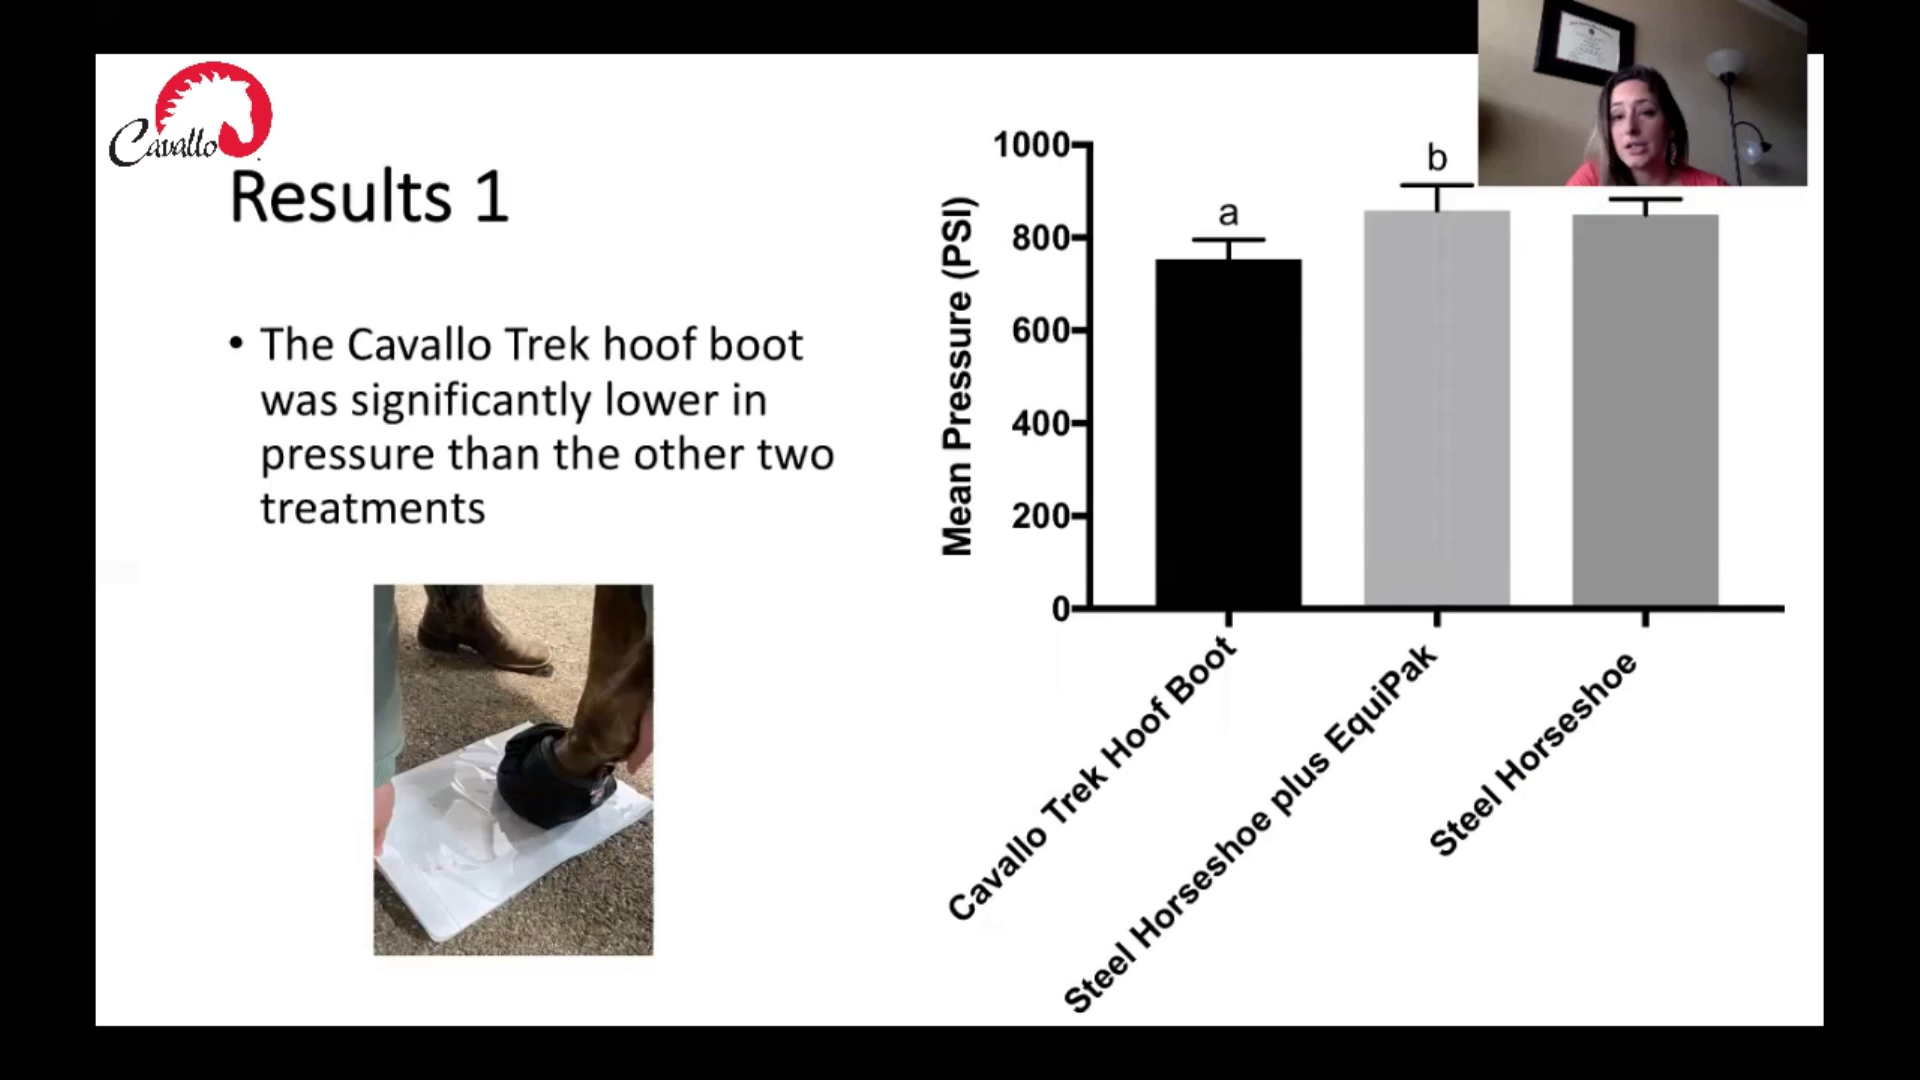 Cavallo
Results 1
• The Cavallo Trek hoof boot
was significantly lower in
pressure than the other two
treatments
Mean Pressure (PSI)
1000
800
600
400
200
0
a
b
Cavallo Trek Hoof Boot
Steel Horseshoe plus EquiPak
Steel Horseshoe